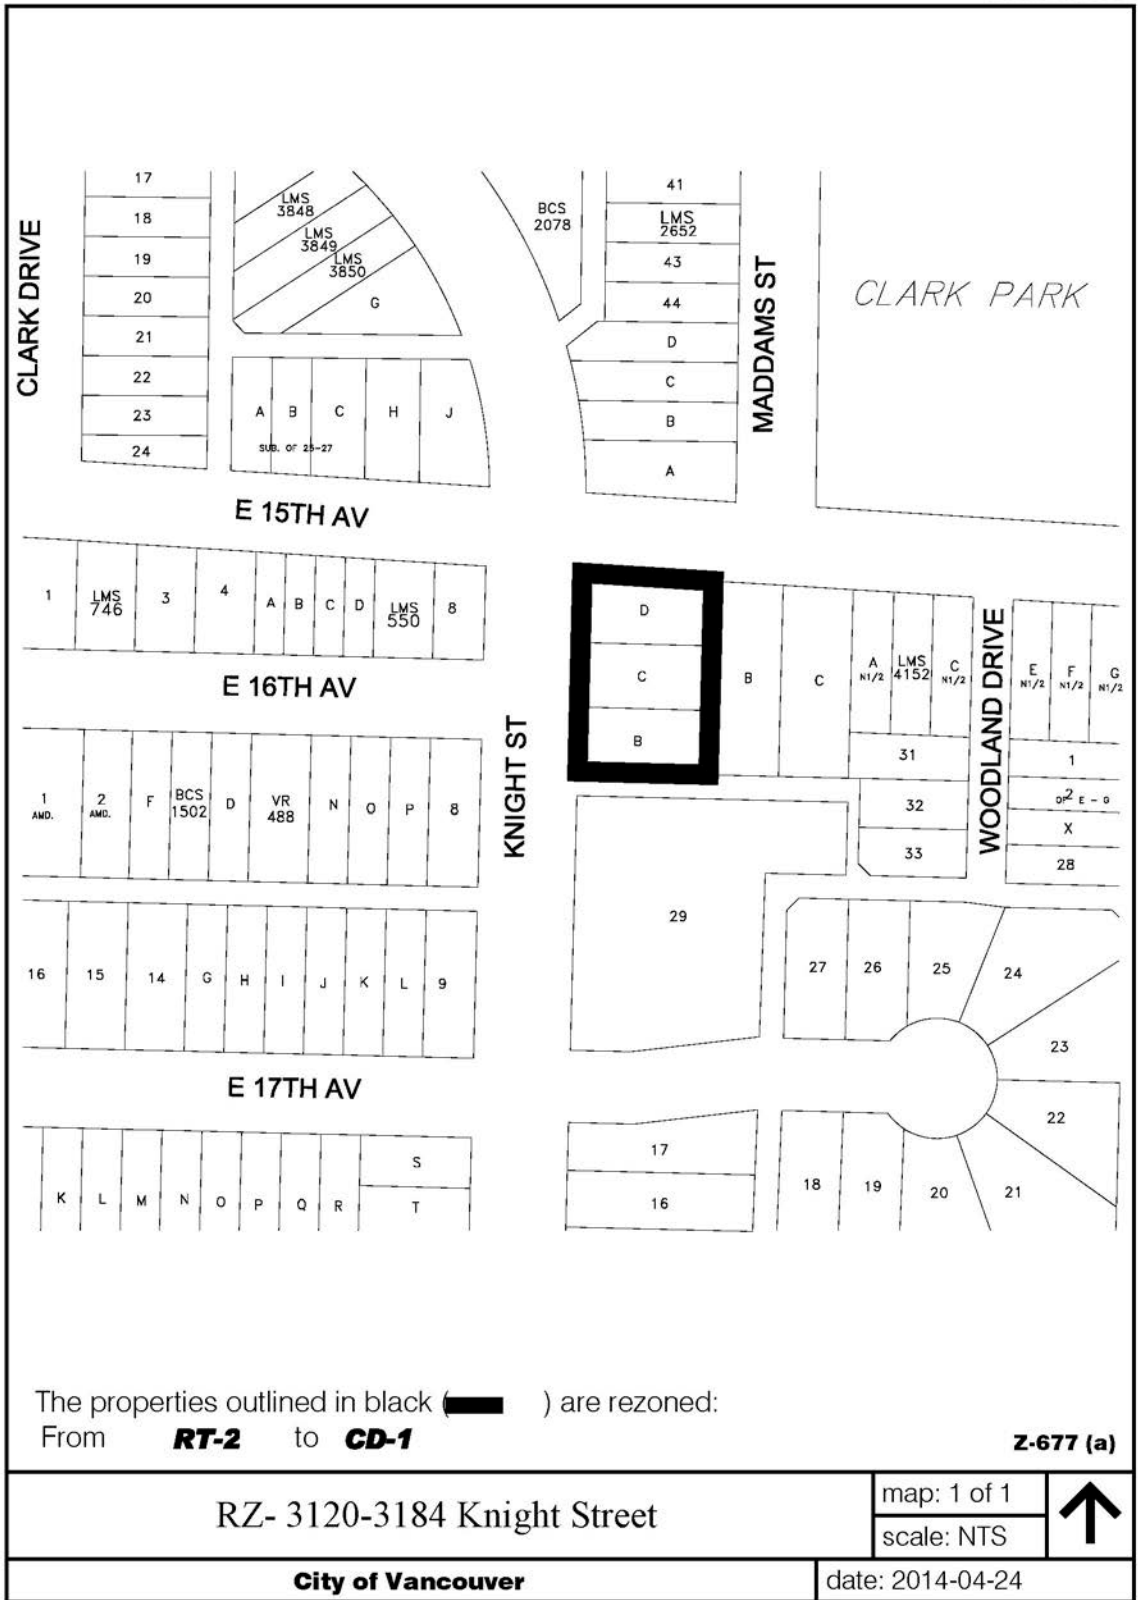 17
18
19
20
21
22
23
24
CLARK DRIVE
LMS
3848
LMS
3849
LMS
3850
G
A B C H J
SUB. OF 25-27
BCS
2078
41
LMS
2652
43
44
D
C
B
A
MADDAMS ST
CLARK PARK
E 15TH AV
1
LMS
746
3
4
A B C D
LMS
550
8
E 16TH AV
D
C
B
B
C
A
N1/2
LMS
4152
C
N1/2
31
32
33
WOODLAND DRIVE
E
N1/2
F
N1/2
G
N1/2
1
2
OF E - G
X
28
KNIGHT ST
1
AMD.
2
AMD.
F
BCS
1502
D
VR
488
N O P 8
29
16 15 14 G H I J K L 9
27 26 25 24
23
22
21
20
19
18
E 17TH AV
17
16
K L M N O P Q R
S
T
The properties outlined in black ( ) are rezoned:
From RT-2 to CD-1
Z-677 (a)
RZ- 3120-3184 Knight Street
map: 1 of 1
scale: NTS
City of Vancouver
date: 2014-04-24